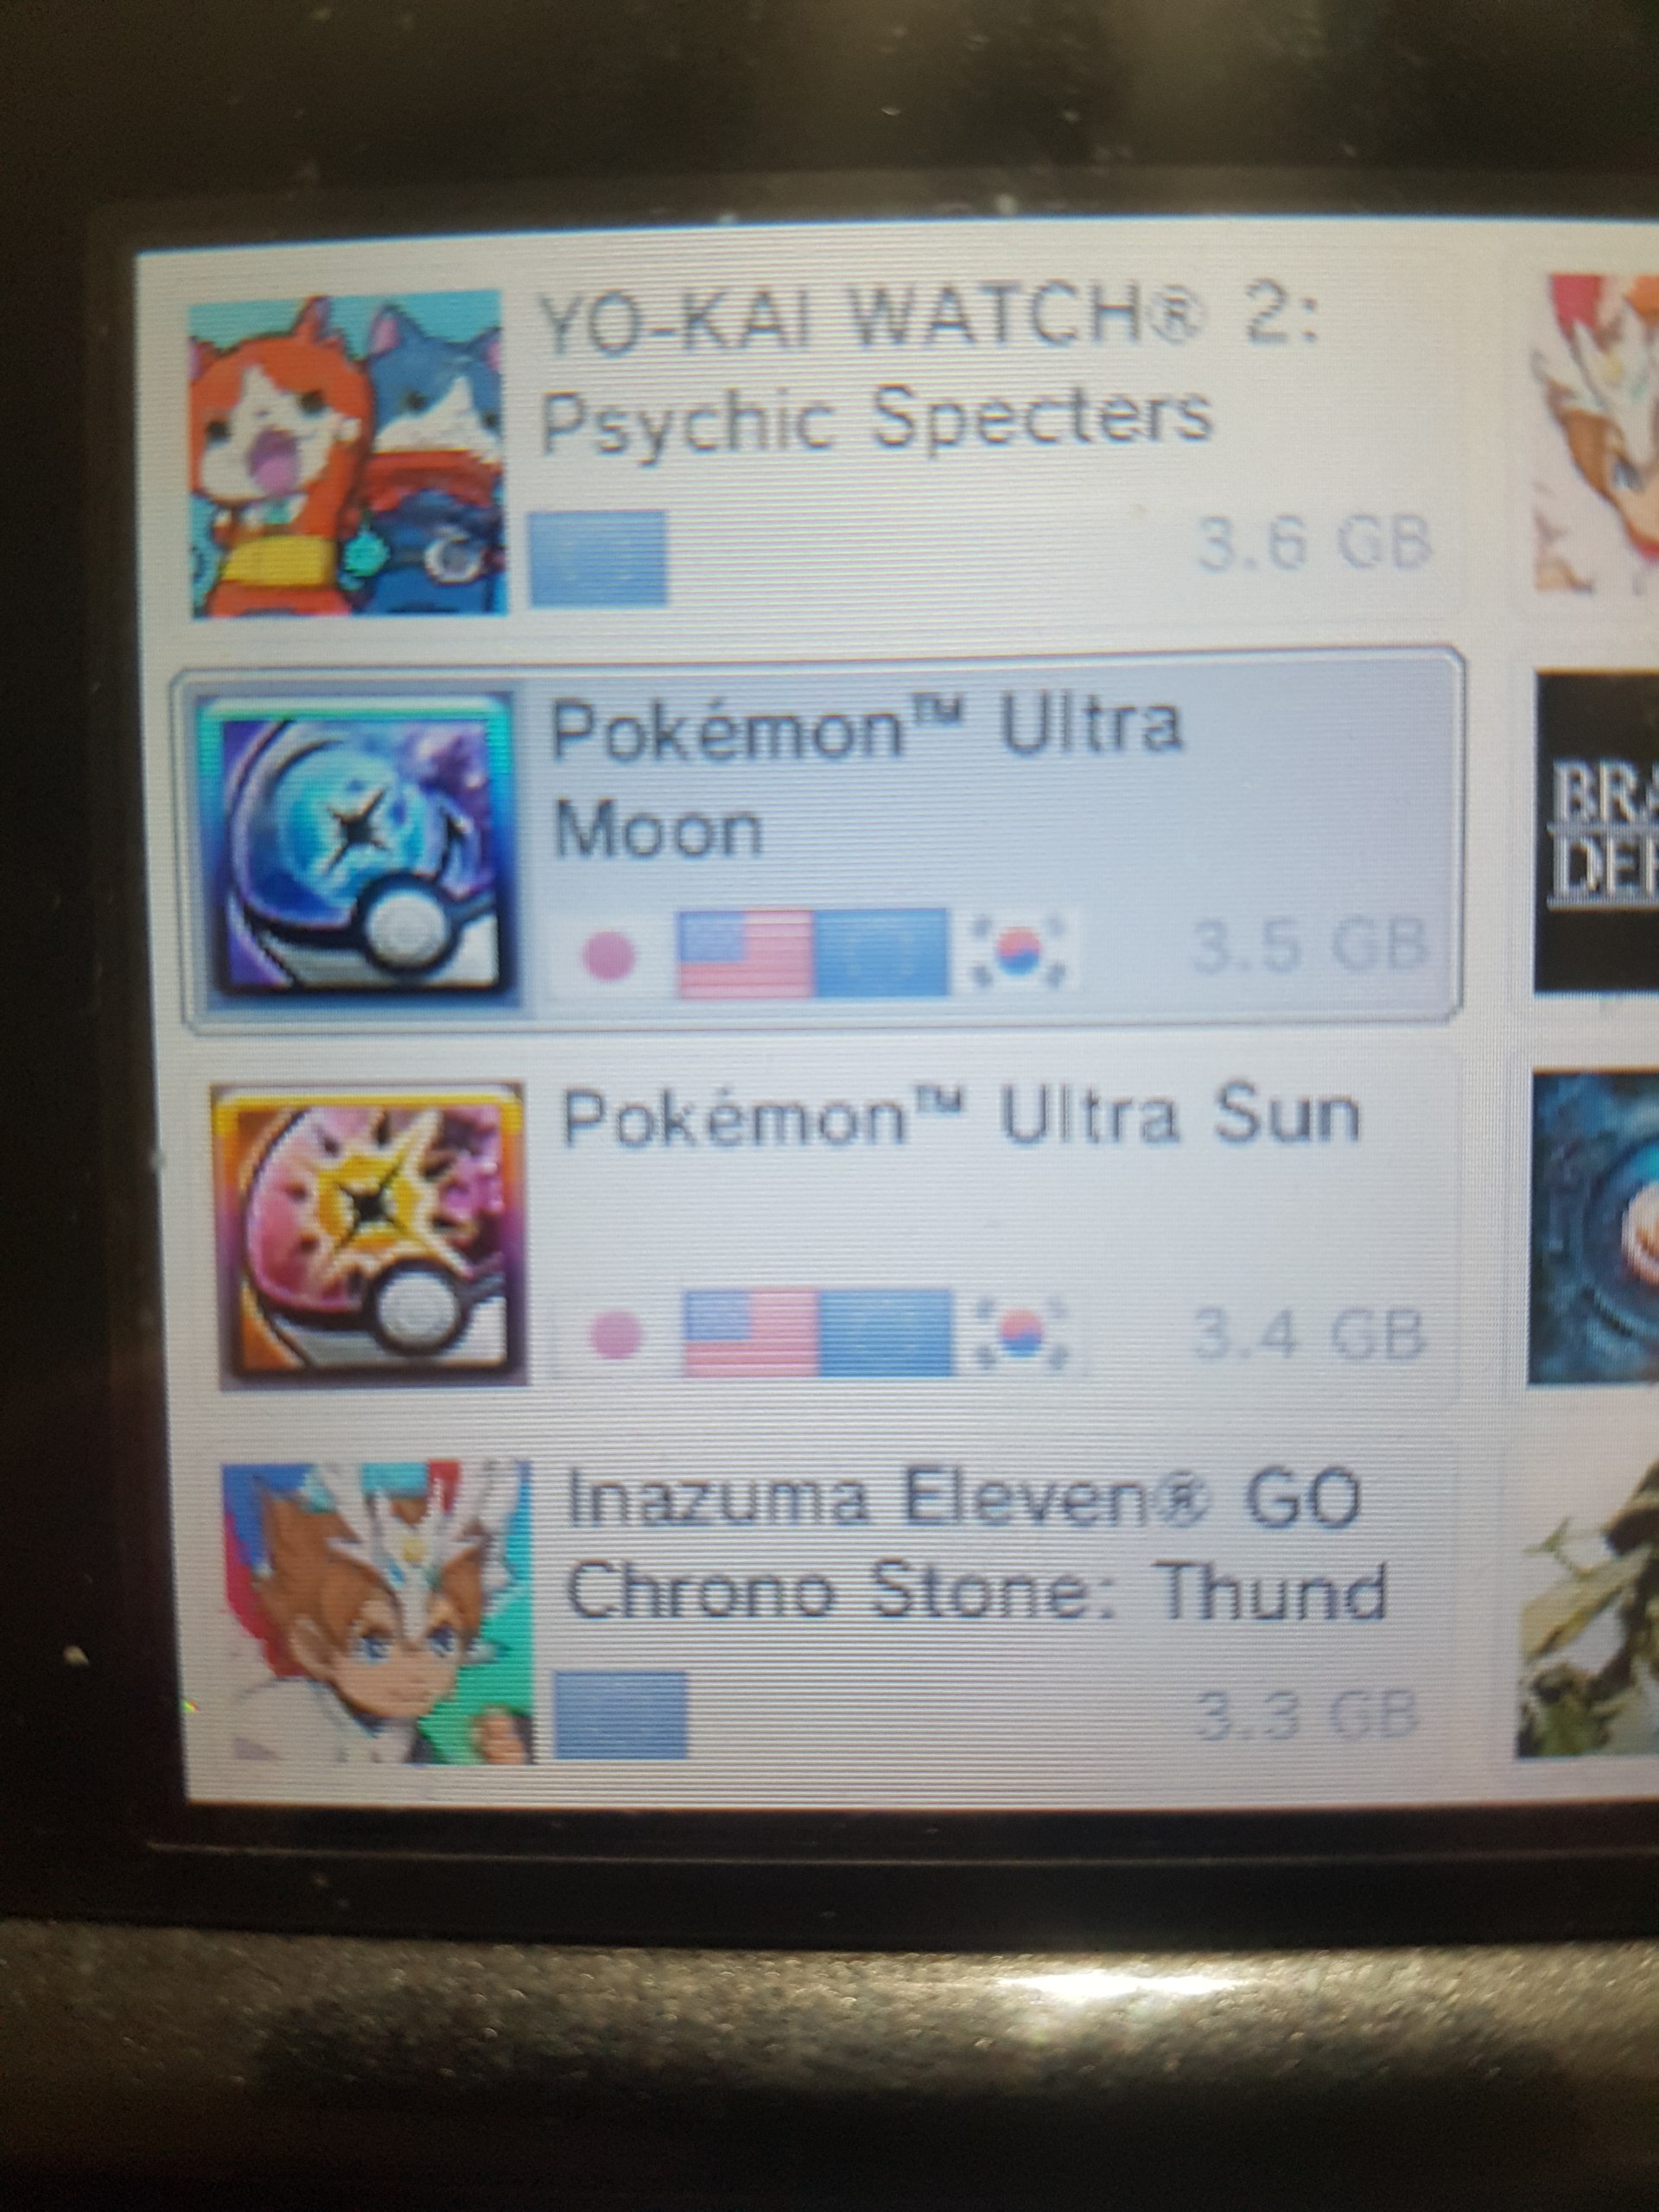 YO-KAI WATCH® 2:
Psychic Specters
3.6 GB
Pokémon™ Ultra
Moon
3.5 GB
Pokémon™ Ultra Sun
3.4 GB
Inazuma Eleven® GO
Chrono Stone: Thund
3.3 GB